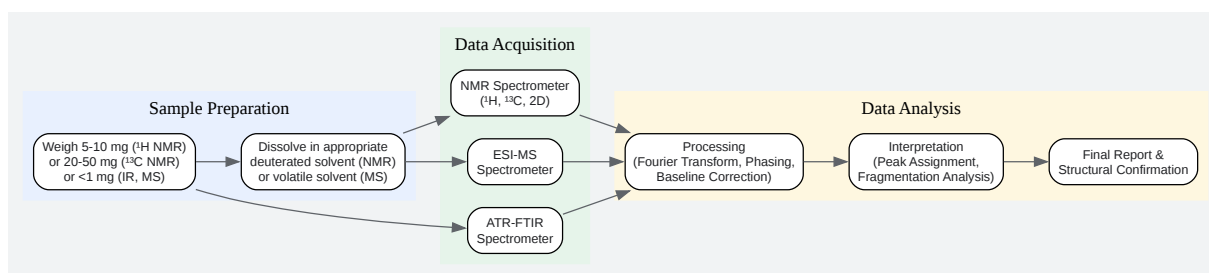 Sample Preparation
Weigh 5-10 mg (¹H NMR)
or 20-50 mg (¹³C NMR)
or <1 mg (IR, MS)
Dissolve in appropriate
deuterated solvent (NMR)
or volatile solvent (MS)
Data Acquisition
NMR Spectrometer
(¹H, ¹³C, 2D)
ESI-MS
Spectrometer
ATR-FTIR
Spectrometer
Data Analysis
Processing
(Fourier Transform, Phasing,
Baseline Correction)
Interpretation
(Peak Assignment,
Fragmentation Analysis)
Final Report &
Structural Confirmation